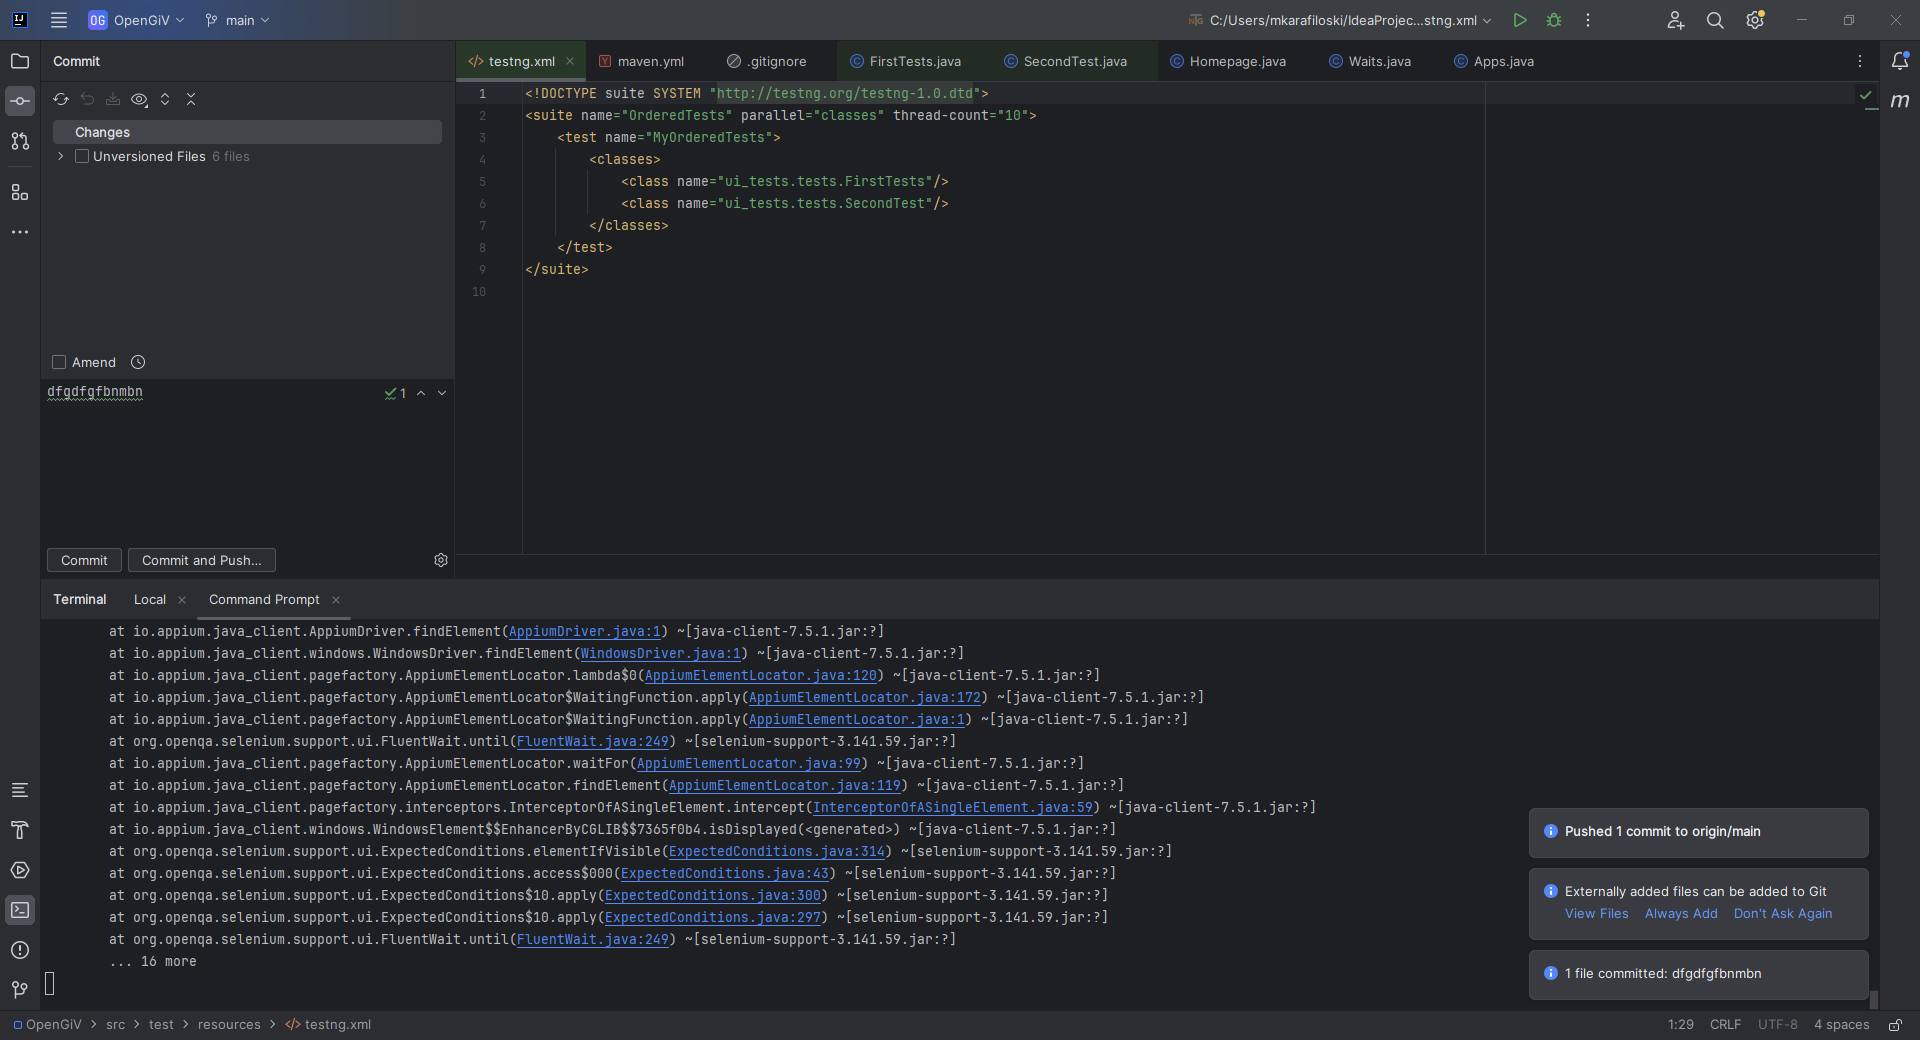 OG OpenGiV main C:/Users/mkarafiloski/IdeaProjec...stng.xml
Commit
testng.xml maven.yml .gitignore FirstTests.java SecondTest.java Homepage.java Waits.java Apps.java
Changes
Unversioned Files 6 files
1 <!DOCTYPE suite SYSTEM "http://testng.org/testng-1.0.dtd">
2 <suite name="OrderedTests" parallel="classes" thread-count="10">
3 <test name="MyOrderedTests">
4 <classes>
5 <class name="ui_tests.tests.FirstTests"/>
6 <class name="ui_tests.tests.SecondTest"/>
7 </classes>
8 </test>
9 </suite>
10
Amend
dfgdfgfbnmbn 1
Commit Commit and Push...
Terminal Local Command Prompt
at io.appium.java_client.AppiumDriver.findElement(AppiumDriver.java:1) ~[java-client-7.5.1.jar:?]
at io.appium.java_client.windows.WindowsDriver.findElement(WindowsDriver.java:1) ~[java-client-7.5.1.jar:?]
at io.appium.java_client.pagefactory.AppiumElementLocator.lambda$0(AppiumElementLocator.java:120) ~[java-client-7.5.1.jar:?]
at io.appium.java_client.pagefactory.AppiumElementLocator$WaitingFunction.apply(AppiumElementLocator.java:172) ~[java-client-7.5.1.jar:?]
at io.appium.java_client.pagefactory.AppiumElementLocator$WaitingFunction.apply(AppiumElementLocator.java:1) ~[java-client-7.5.1.jar:?]
at org.openqa.selenium.support.ui.FluentWait.until(FluentWait.java:249) ~[selenium-support-3.141.59.jar:?]
at io.appium.java_client.pagefactory.AppiumElementLocator.waitFor(AppiumElementLocator.java:99) ~[java-client-7.5.1.jar:?]
at io.appium.java_client.pagefactory.AppiumElementLocator.findElement(AppiumElementLocator.java:119) ~[java-client-7.5.1.jar:?]
at io.appium.java_client.pagefactory.interceptors.InterceptorOfASingleElement.intercept(InterceptorOfASingleElement.java:59) ~[java-client-7.5.1.jar:?]
at io.appium.java_client.windows.WindowsElement$$EnhancerByCGLIB$$7365f0b4.isDisplayed(<generated>) ~[java-client-7.5.1.jar:?]
at org.openqa.selenium.support.ui.ExpectedConditions.elementIfVisible(ExpectedConditions.java:314) ~[selenium-support-3.141.59.jar:?]
at org.openqa.selenium.support.ui.ExpectedConditions.access$000(ExpectedConditions.java:43) ~[selenium-support-3.141.59.jar:?]
at org.openqa.selenium.support.ui.ExpectedConditions$10.apply(ExpectedConditions.java:300) ~[selenium-support-3.141.59.jar:?]
at org.openqa.selenium.support.ui.ExpectedConditions$10.apply(ExpectedConditions.java:297) ~[selenium-support-3.141.59.jar:?]
at org.openqa.selenium.support.ui.FluentWait.until(FluentWait.java:249) ~[selenium-support-3.141.59.jar:?]
... 16 more
Pushed 1 commit to origin/main
Externally added files can be added to Git
View Files Always Add Don't Ask Again
1 file committed: dfgdfgfbnmbn
OpenGiV > src > test > resources > testng.xml 1:29 CRLF UTF-8 4 spaces